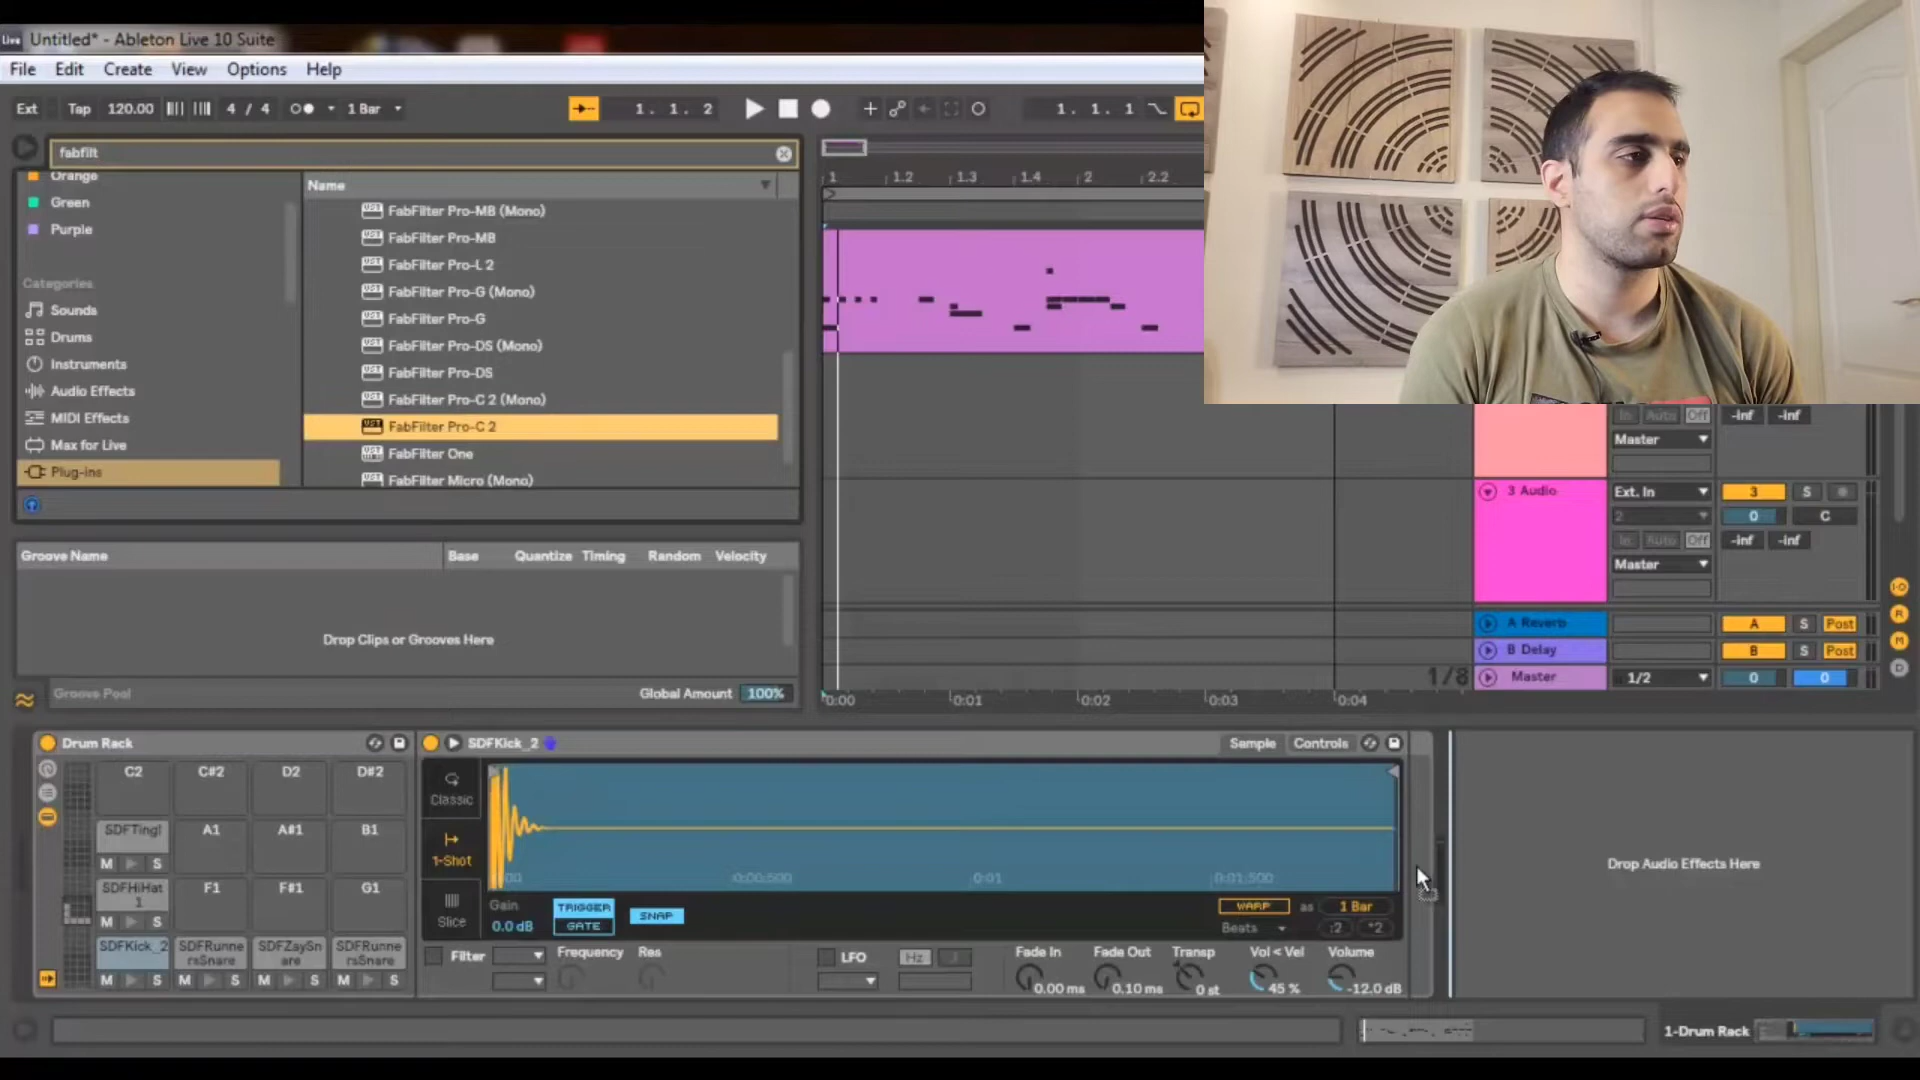 Live Untitled* - Ableton Live 10 Suite
File Edit Create View Options Help
Ext Tap 120.00 4 / 4 1 Bar 1. 1. 2 1. 1. 1
fabfilt
Orange
Green
Purple
Categories
Sounds
Drums
Instruments
Audio Effects
MIDI Effects
Max for Live
Plug-ins
Name
FabFilter Pro-MB (Mono)
FabFilter Pro-MB
FabFilter Pro-L 2
FabFilter Pro-G (Mono)
FabFilter Pro-G
FabFilter Pro-DS (Mono)
FabFilter Pro-DS
FabFilter Pro-C 2 (Mono)
FabFilter Pro-C 2
FabFilter One
FabFilter Micro (Mono)
1 1.2 1.3 1.4 2 2.2
In Auto Off -inf -inf
Master
3 Audio Ext. In 3 S
2 0 C
In Auto Off -inf -inf
Master
A Reverb A S Post
B Delay B S Post
1/8 Master 1/2 0 0
0:00 0:01 0:02 0:03 0:04
Groove Name Base Quantize Timing Random Velocity
Drop Clips or Grooves Here
Groove Pool Global Amount 100%
Drum Rack
C2 C#2 D2 D#2
SDFTingl A1 A#1 B1
M S
SDFHiHat
1
F1 F#1 G1
M S
SDFKick_2 SDFRunne
rsSnare SDFZaySn
are SDFRunne
rsSnare
M S M S M S M S
SDFKick_2 Sample Controls
Classic
1-Shot
Slice
0:00:500 0:01 0:01:500
Gain
0.0 dB
TRIGGER
GATE
SNAP
WARP as 1 Bar
Beats :2 *2
Filter Frequency Res
LFO Hz
Fade In Fade Out Transp Vol < Vel Volume
0.00 ms 0.10 ms 0 st 45 % -12.0 dB
Drop Audio Effects Here
1-Drum Rack